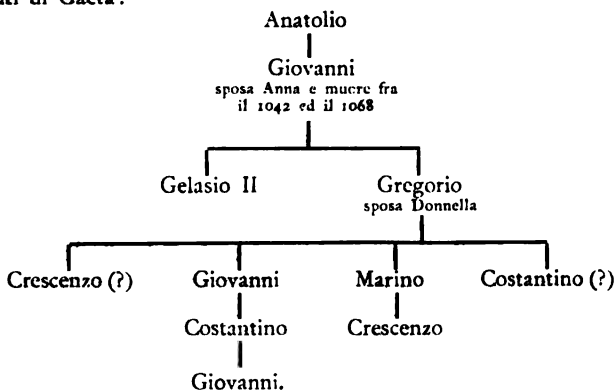 di Gaeta.
Anatolio
Giovanni
sposa Anna e muore fra
il 1042 ed il 1068
Gelasio II Gregorio
sposa Donnella
Crescenzo (?) Giovanni Marino Costantino (?)
Costantino Crescenzo
Giovanni.